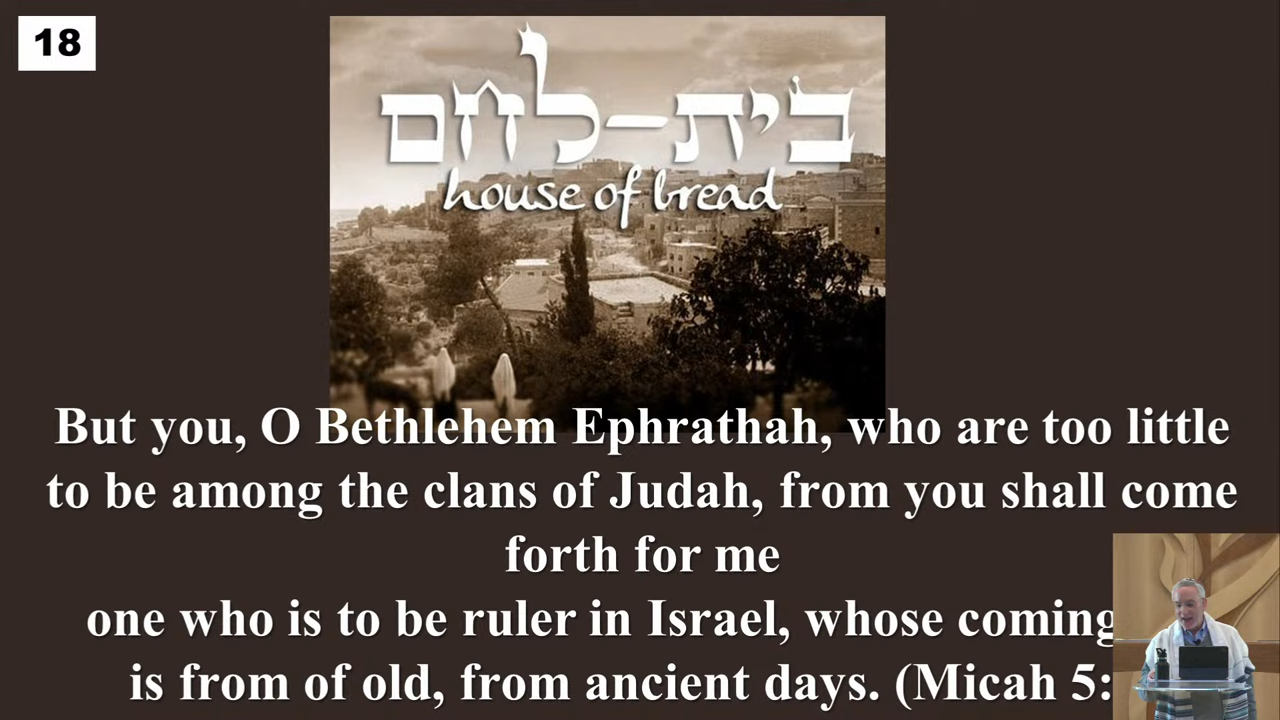 18
בית-לחם
house of bread
But you, O Bethlehem Ephrathah, who are too little
to be among the clans of Judah, from you shall come
forth for me
one who is to be ruler in Israel, whose coming
is from of old, from ancient days. (Micah 5: